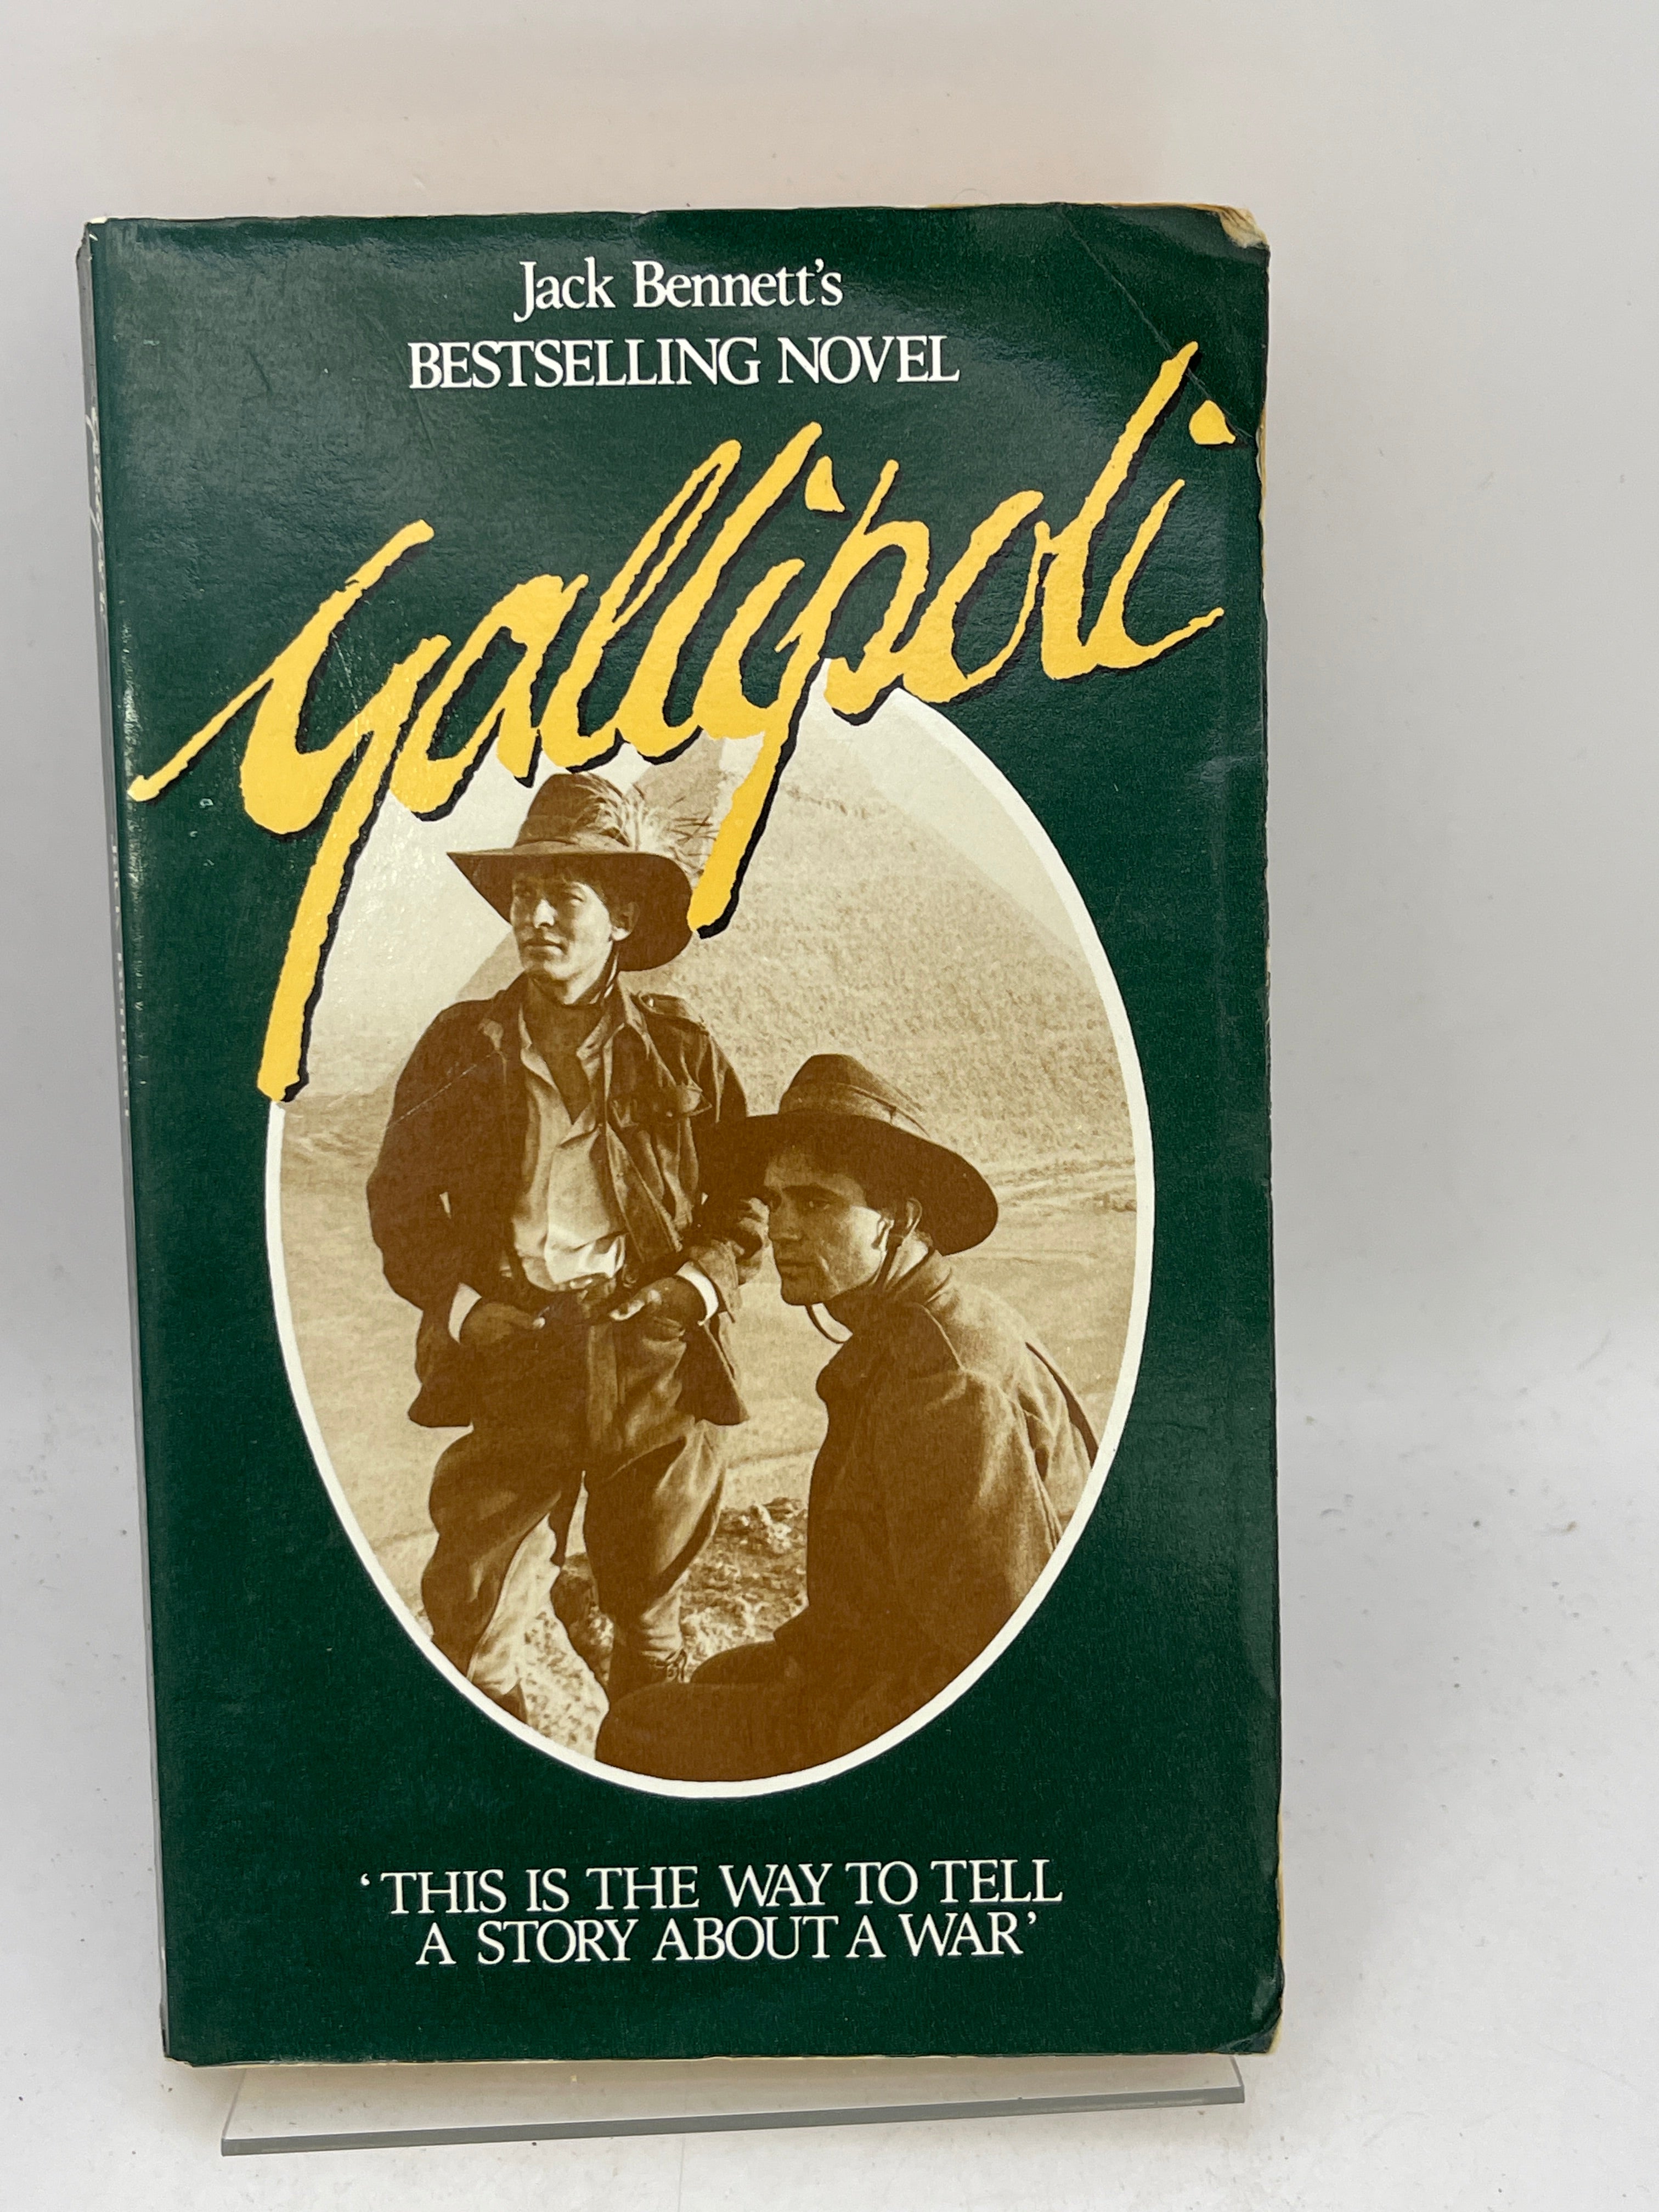 Jack Bennett's
BESTSELLING NOVEL
Gallipoli
‘THIS IS THE WAY TO TELL
A STORY ABOUT A WAR’